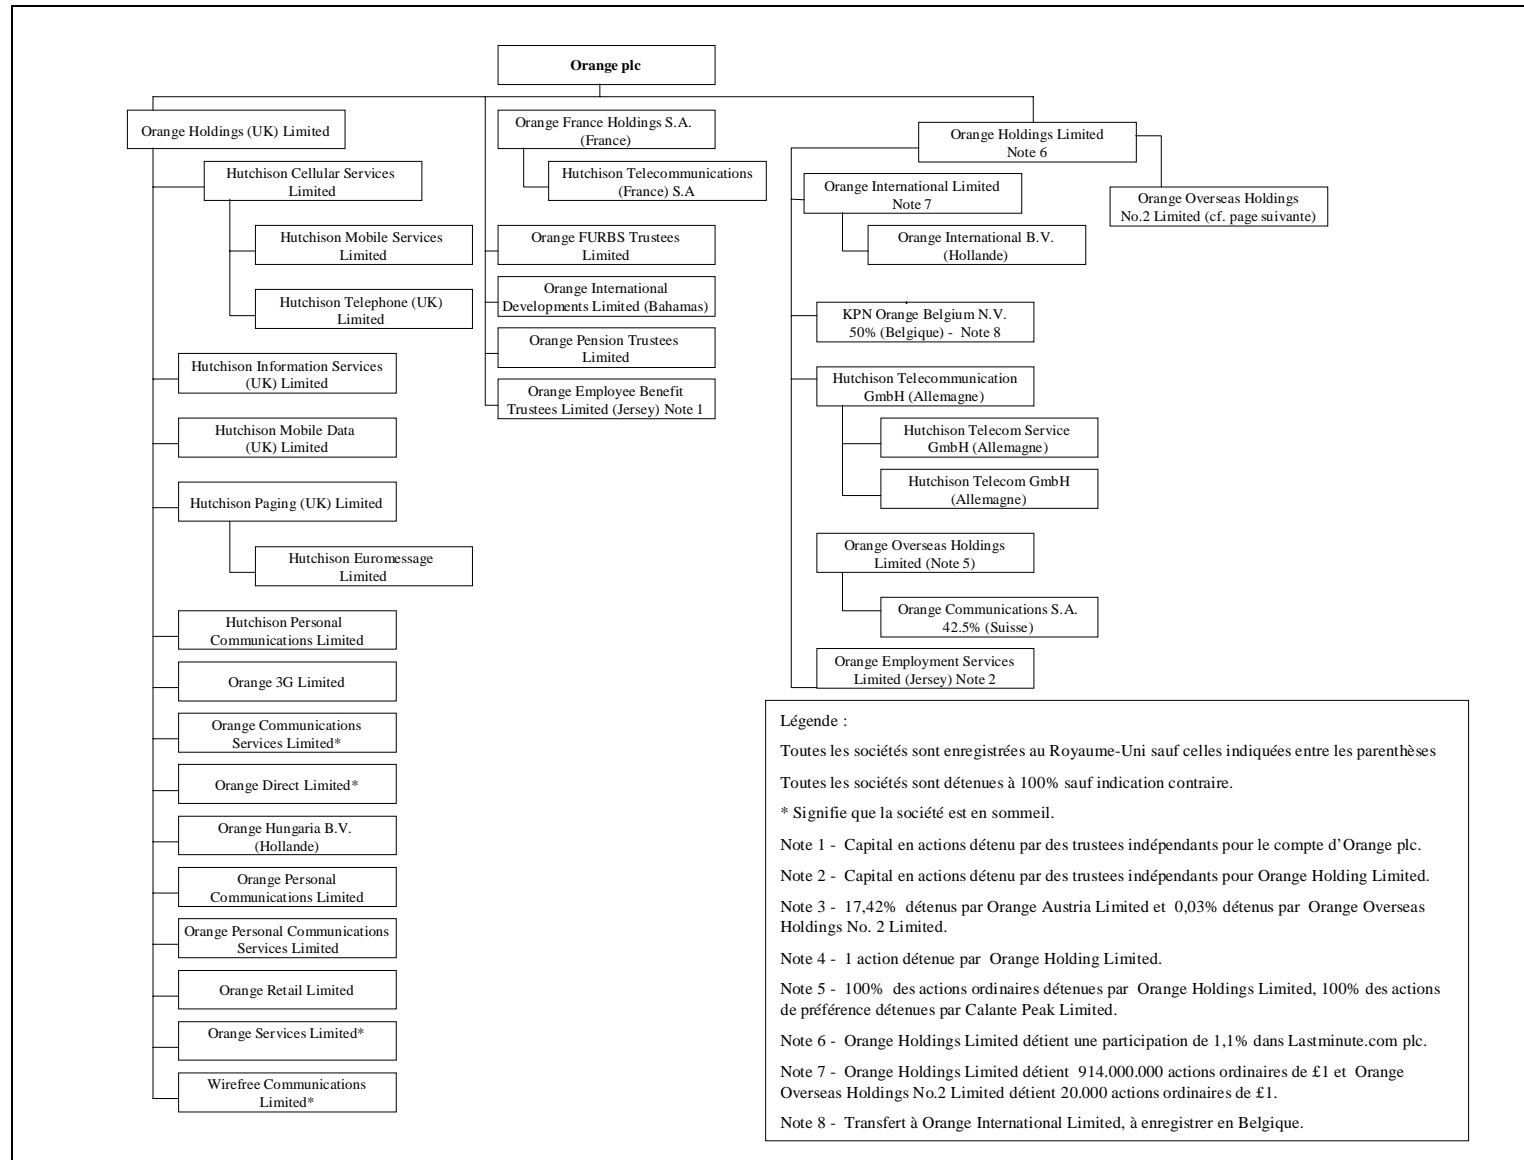 Orange plc
Orange Holdings (UK) Limited
Hutchison Cellular Services
Limited
Hutchison Mobile Services
Limited
Hutchison Telephone (UK)
Limited
Hutchison Information Services
(UK) Limited
Hutchison Mobile Data
(UK) Limited
Hutchison Paging (UK) Limited
Hutchison Euromessage
Limited
Hutchison Personal
Communications Limited
Orange 3G Limited
Orange Communications
Services Limited*
Orange Direct Limited*
Orange Hungaria B.V.
(Hollande)
Orange Personal
Communications Limited
Orange Personal Communications
Services Limited
Orange Retail Limited
Orange Services Limited*
Wirefree Communications
Limited*
Orange France Holdings S.A.
(France)
Hutchison Telecommunications
(France) S.A
Orange FURBS Trustees
Limited
Orange International
Developments Limited (Bahamas)
Orange Pension Trustees
Limited
Orange Employee Benefit
Trustees Limited (Jersey) Note 1
Orange Holdings Limited
Note 6
Orange International Limited
Note 7
Orange International B.V.
(Hollande)
Orange Overseas Holdings
No.2 Limited (cf. page suivante)
KPN Orange Belgium N.V.
50% (Belgique) - Note 8
Hutchison Telecommunication
GmbH (Allemagne)
Hutchison Telecom Service
GmbH (Allemagne)
Hutchison Telecom GmbH
(Allemagne)
Orange Overseas Holdings
Limited (Note 5)
Orange Communications S.A.
42.5% (Suisse)
Orange Employment Services
Limited (Jersey) Note 2
Légende :
Toutes les sociétés sont enregistrées au Royaume-Uni sauf celles indiquées entre les parenthèses
Toutes les sociétés sont détenues à 100% sauf indication contraire.
* Signifie que la société est en sommeil.
Note 1 - Capital en actions détenu par des trustees indépendants pour le compte d'Orange plc.
Note 2 - Capital en actions détenu par des trustees indépendants pour Orange Holding Limited.
Note 3 - 17,42% détenus par Orange Austria Limited et 0,03% détenus par Orange Overseas
Holdings No. 2 Limited.
Note 4 - 1 action détenue par Orange Holding Limited.
Note 5 - 100% des actions ordinaires détenues par Orange Holdings Limited, 100% des actions
de préférence détenues par Calante Peak Limited.
Note 6 - Orange Holdings Limited détient une participation de 1,1% dans Lastminute.com plc.
Note 7 - Orange Holdings Limited détient 914.000.000 actions ordinaires de £1 et Orange
Overseas Holdings No.2 Limited détient 20.000 actions ordinaires de £1.
Note 8 - Transfert à Orange International Limited, à enregistrer en Belgique.